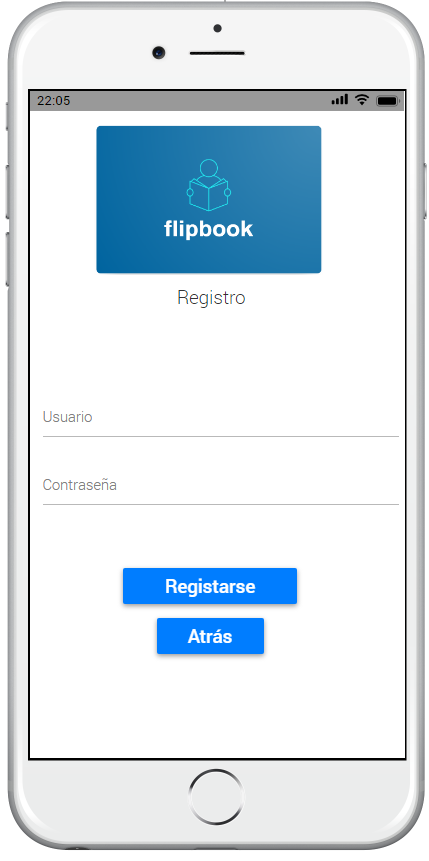 22:05
flipbook
Registro
Usuario
Contraseña
Registarse
Atrás